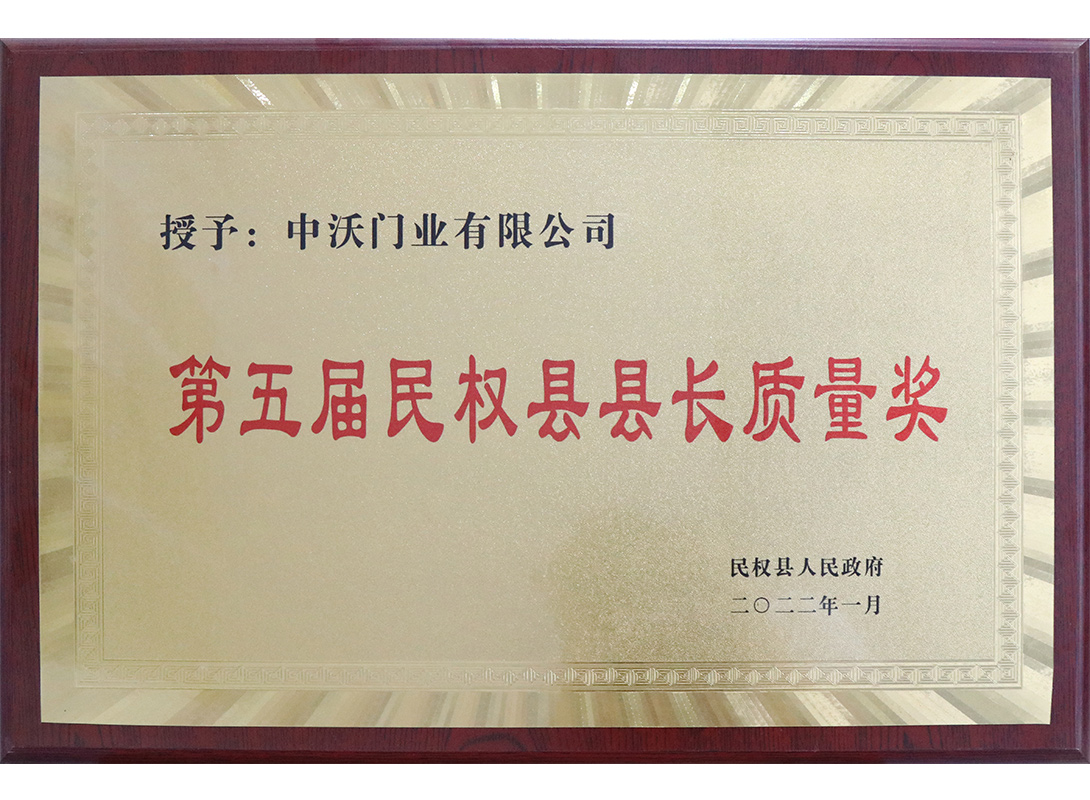 授予：中沃门业有限公司
第五届民权县县长质量奖
民权县人民政府
二〇二二年一月